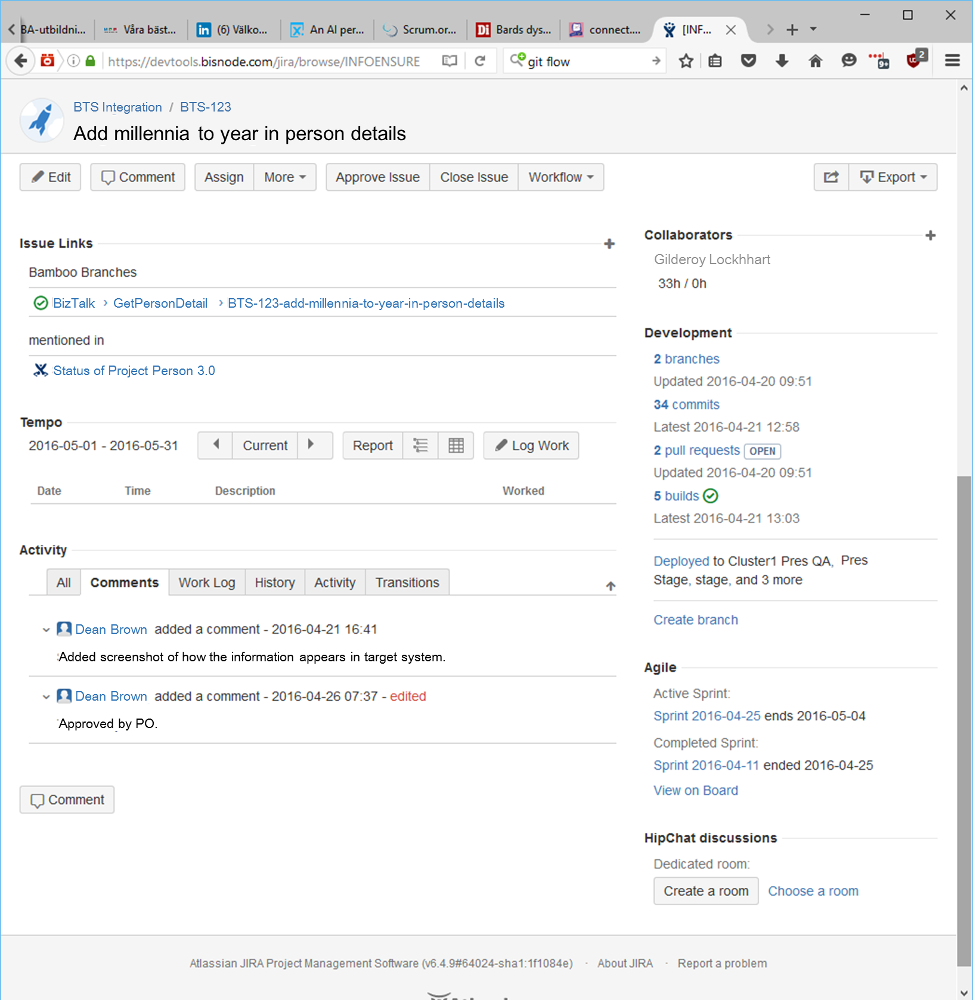 BA-utbildni...
Våra bäst...
in (6) Välko...
An AI per...
Scrum.or...
Di Bards dys...
connect....
[INF...
https://devtools.bisnode.com/jira/browse/INFOENSURE
git flow
9+
2
BTS Integration / BTS-123
Add millennia to year in person details
Edit Comment Assign More Approve Issue Close Issue Workflow Export
Issue Links
Bamboo Branches
BizTalk › GetPersonDetail › BTS-123-add-millennia-to-year-in-person-details
mentioned in
Status of Project Person 3.0
Tempo
2016-05-01 - 2016-05-31 Current Report Log Work
Date Time Description Worked
Activity
All Comments Work Log History Activity Transitions
Dean Brown added a comment - 2016-04-21 16:41
Added screenshot of how the information appears in target system.
Dean Brown added a comment - 2016-04-26 07:37 - edited
Approved by PO.
Comment
Collaborators
Gilderoy Lockhhart
33h / 0h
Development
2 branches
Updated 2016-04-20 09:51
34 commits
Latest 2016-04-21 12:58
2 pull requests OPEN
Updated 2016-04-20 09:51
5 builds
Latest 2016-04-21 13:03
Deployed to Cluster1 Pres QA, Pres
Stage, stage, and 3 more
Create branch
Agile
Active Sprint:
Sprint 2016-04-25 ends 2016-05-04
Completed Sprint:
Sprint 2016-04-11 ended 2016-04-25
View on Board
HipChat discussions
Dedicated room:
Create a room Choose a room
Atlassian JIRA Project Management Software (v6.4.9#64024-sha1:1f1084e) · About JIRA · Report a problem